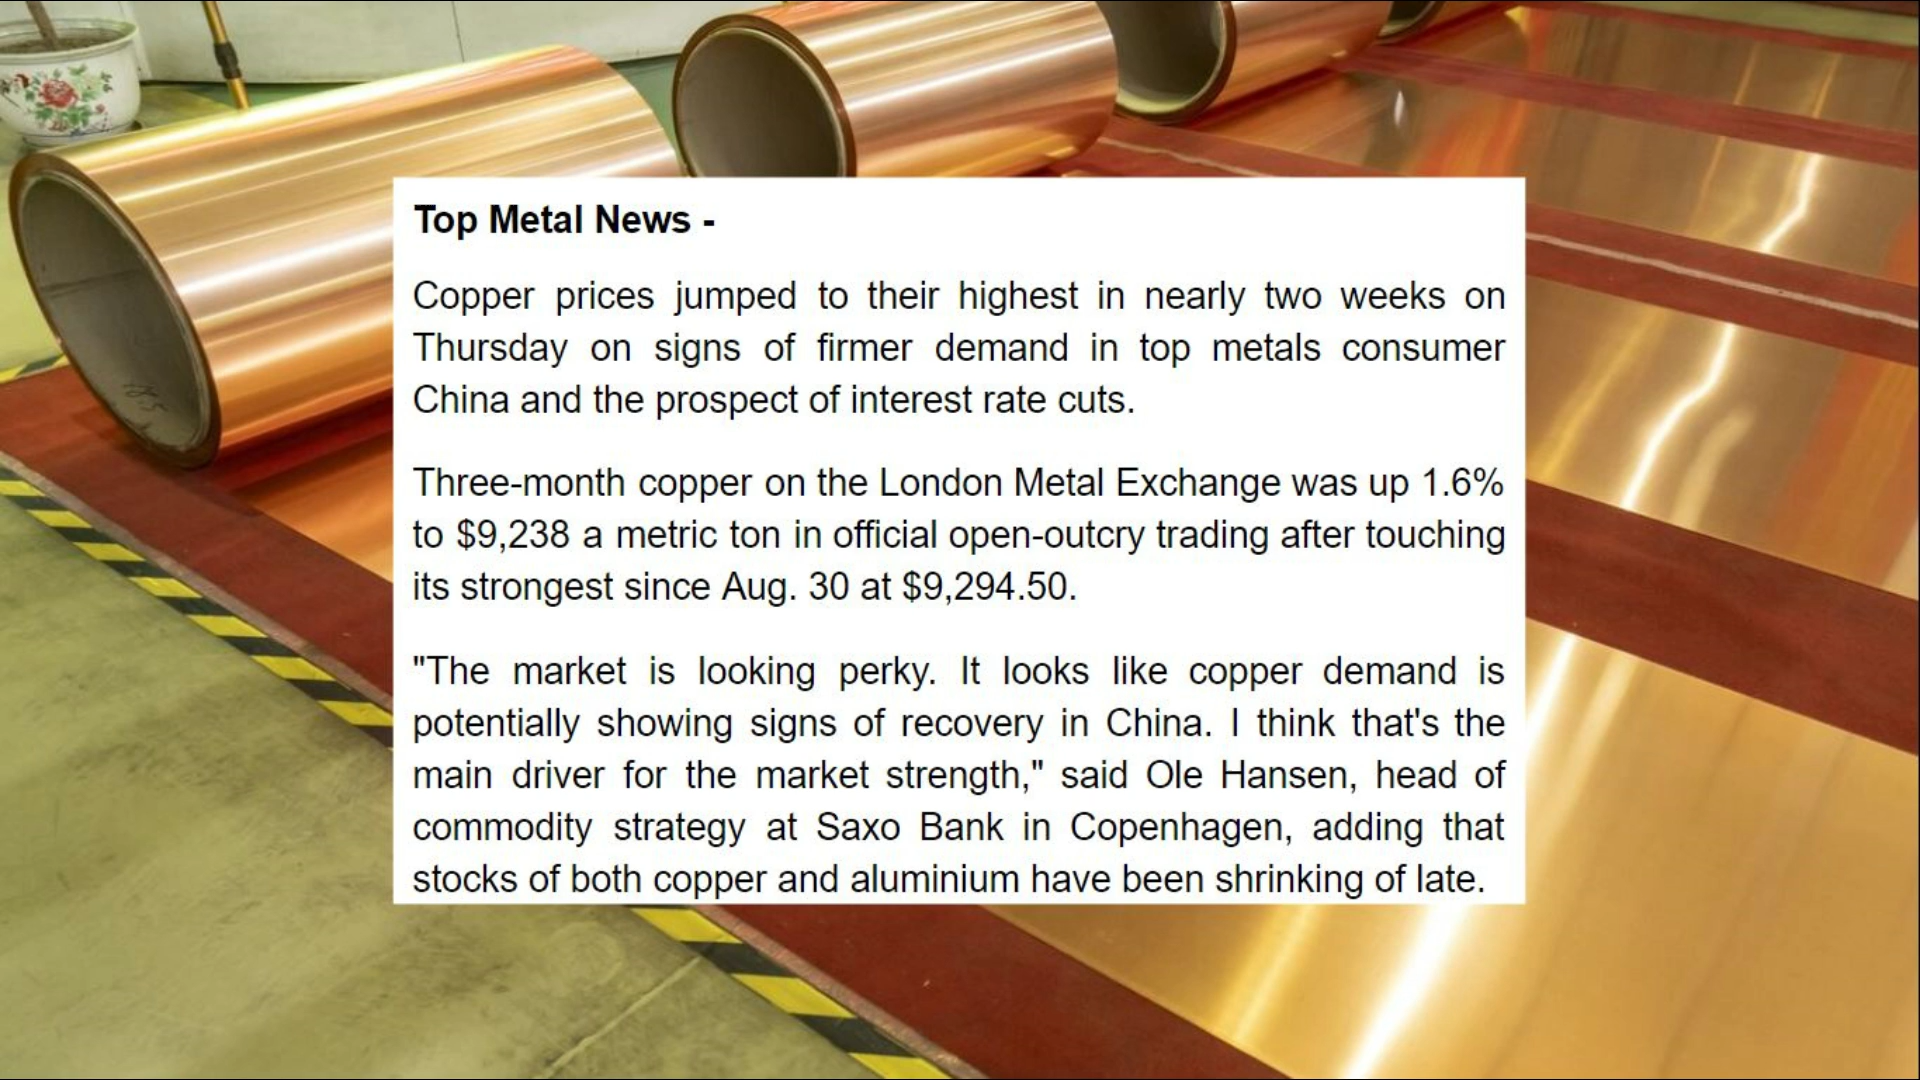 Top Metal News -
Copper prices jumped to their highest in nearly two weeks on
Thursday on signs of firmer demand in top metals consumer
China and the prospect of interest rate cuts.
Three-month copper on the London Metal Exchange was up 1.6%
to $9,238 a metric ton in official open-outcry trading after touching
its strongest since Aug. 30 at $9,294.50.
"The market is looking perky. It looks like copper demand is
potentially showing signs of recovery in China. I think that's the
main driver for the market strength," said Ole Hansen, head of
commodity strategy at Saxo Bank in Copenhagen, adding that
stocks of both copper and aluminium have been shrinking of late.